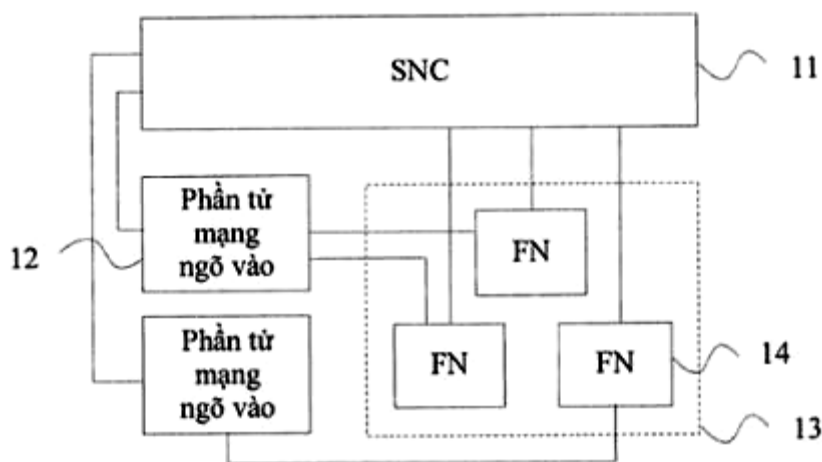 SNC
11
Phần tử
mạng
ngõ vào
12
FN
Phần tử
mạng
ngõ vào
FN
FN
14
13